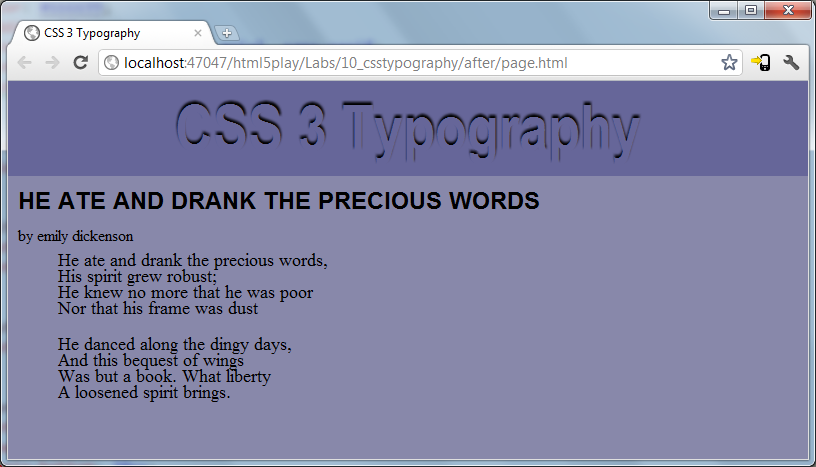 CSS 3 Typography
localhost:47047/html5play/Labs/10_csstypography/after/page.html
CSS 3 Typography
HE ATE AND DRANK THE PRECIOUS WORDS
by emily dickenson
He ate and drank the precious words,
His spirit grew robust;
He knew no more that he was poor
Nor that his frame was dust
He danced along the dingy days,
And this bequest of wings
Was but a book. What liberty
A loosened spirit brings.